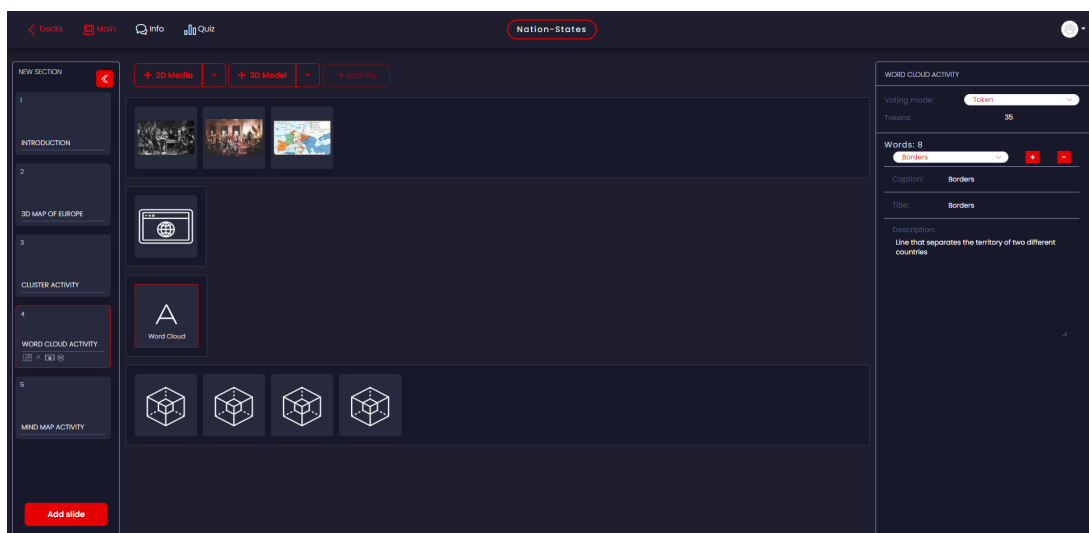 Decks
Main
Info
Quiz
Nation-States
NEW SECTION
1
INTRODUCTION
2
3D MAP OF EUROPE
3
CLUSTER ACTIVITY
4
WORD CLOUD ACTIVITY
5
MIND MAP ACTIVITY
Add slide
+ 2D Media
+ 3D Model
+ Activity
A
Word Cloud
WORD CLOUD ACTIVITY
Voting mode: Token
Tokens: 35
Words: 8
Borders
+ -
Caption: Borders
Title: Borders
Description:
Line that separates the territory of two different
countries